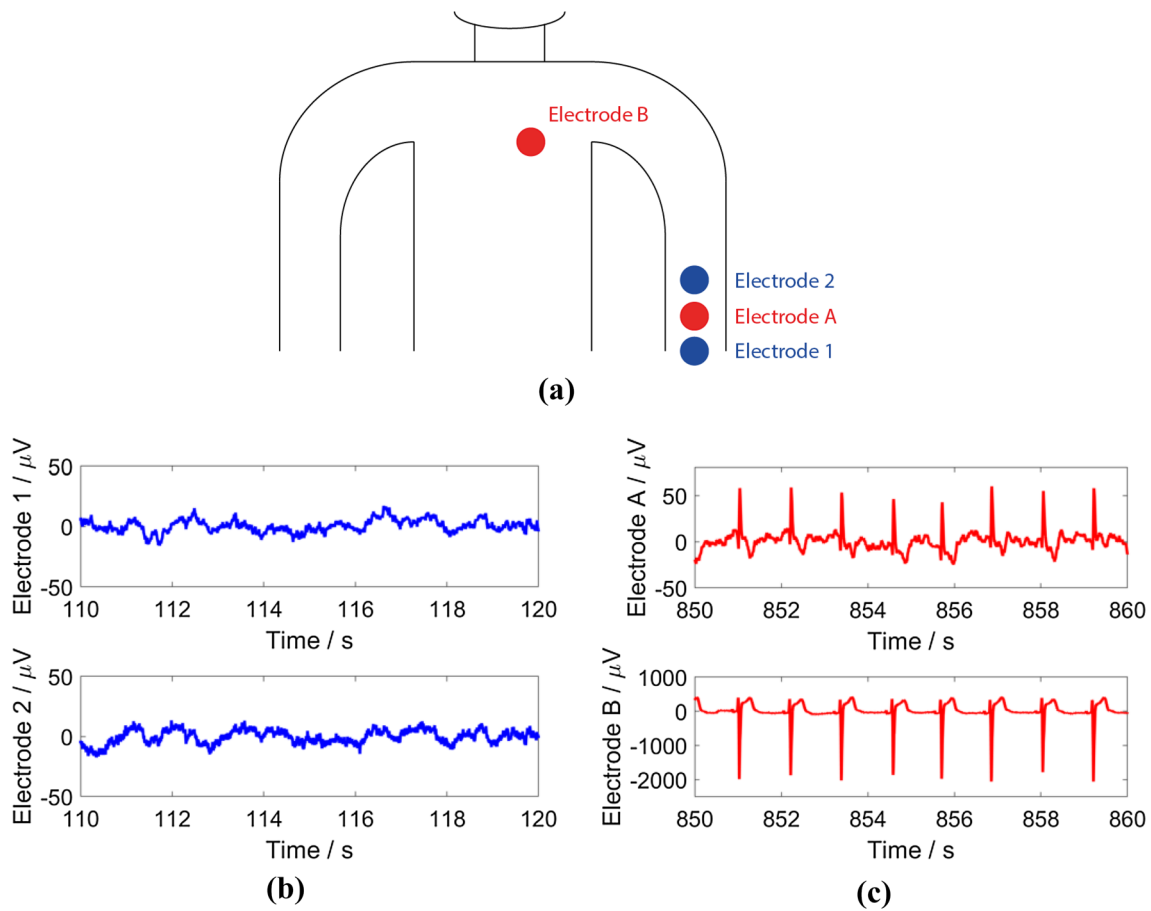 Electrode B
Electrode 2
Electrode A
Electrode 1
(a)
Electrode 1 / μV
50
0
-50
110 112 114 116 118 120
Time / s
Electrode 2 / μV
50
0
-50
110 112 114 116 118 120
Time / s
(b)
Electrode A / μV
50
0
-50
850 852 854 856 858 860
Time / s
Electrode B / μV
1000
0
-1000
-2000
850 852 854 856 858 860
Time / s
(c)